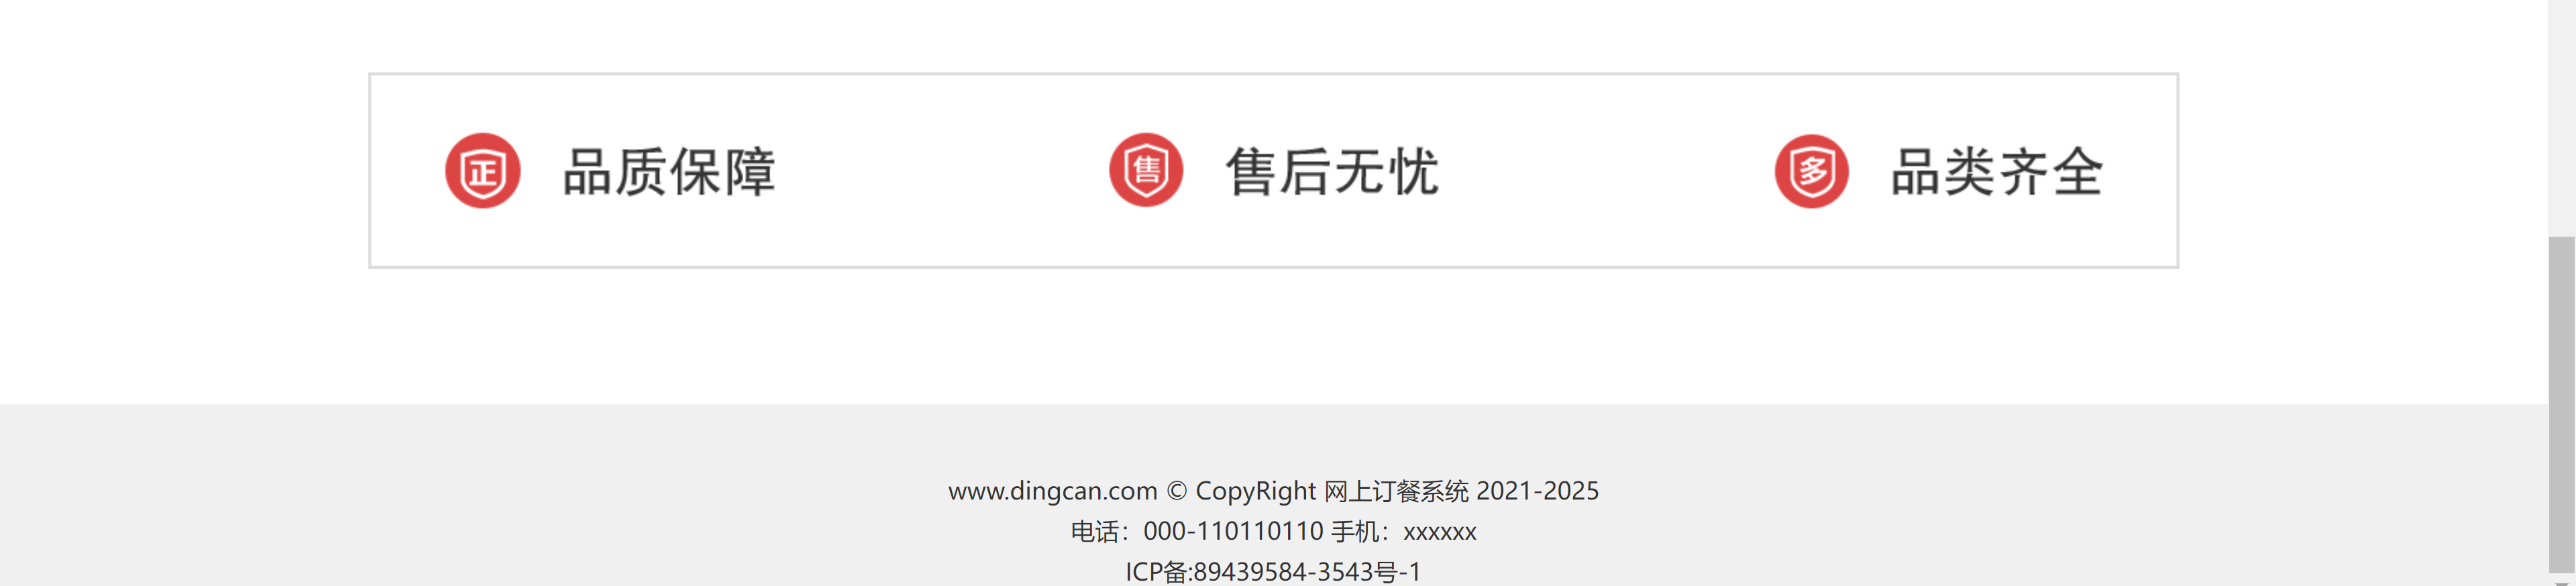 正 品质保障 售 售后无忧 多 品类齐全
www.dingcan.com © CopyRight 网上订餐系统 2021-2025
电话：000-110110110 手机：xxxxxx
ICP备:89439584-3543号-1